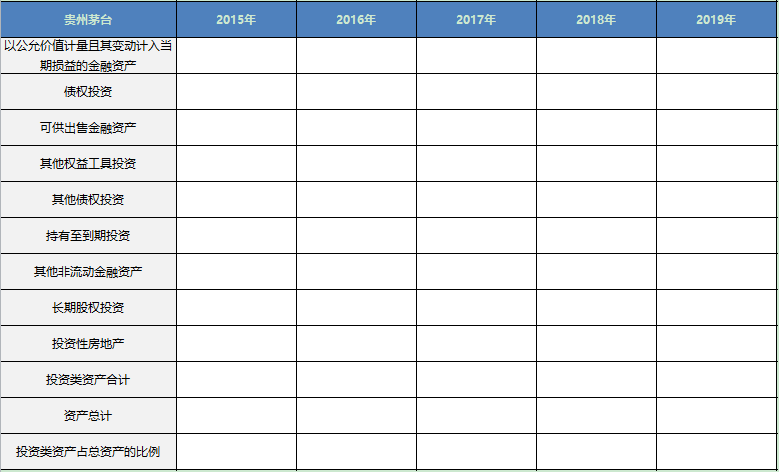 贵州茅台 2015年 2016年 2017年 2018年 2019年
以公允价值计量且其变动计入当
期损益的金融资产
债权投资
可供出售金融资产
其他权益工具投资
其他债权投资
持有至到期投资
其他非流动金融资产
长期股权投资
投资性房地产
投资类资产合计
资产总计
投资类资产占总资产的比例